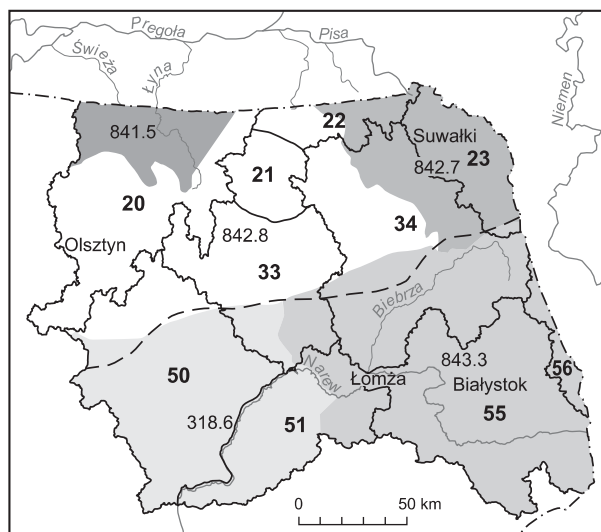 Pregoła
Pisa
Świeża
Łyna
Niemen
22
841.5
Suwałki
23
842.7
21
20
34
842.8
Olsztyn
33
Biebrza
843.3
56
50
Narew
Łomża
Białystok
55
318.6
51
0 50 km